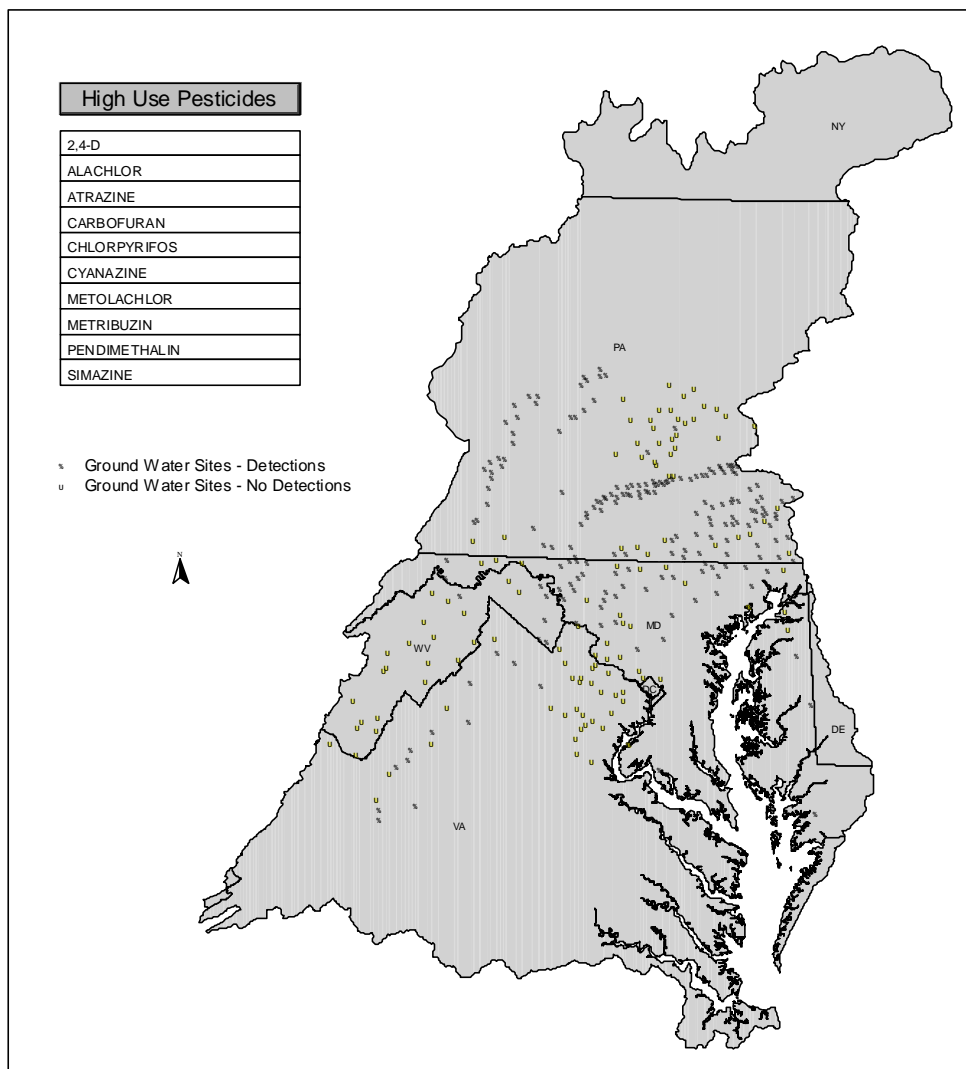 High Use Pesticides
2,4-D
ALACHLOR
ATRAZINE
CARBOFURAN
CHLORPYRIFOS
CYANAZINE
METOLACHLOR
METRIBUZIN
PENDIMETHALIN
SIMAZINE
% Ground Water Sites - Detections
u Ground Water Sites - No Detections
N
NY
PA
MD
WV
DC
DE
VA